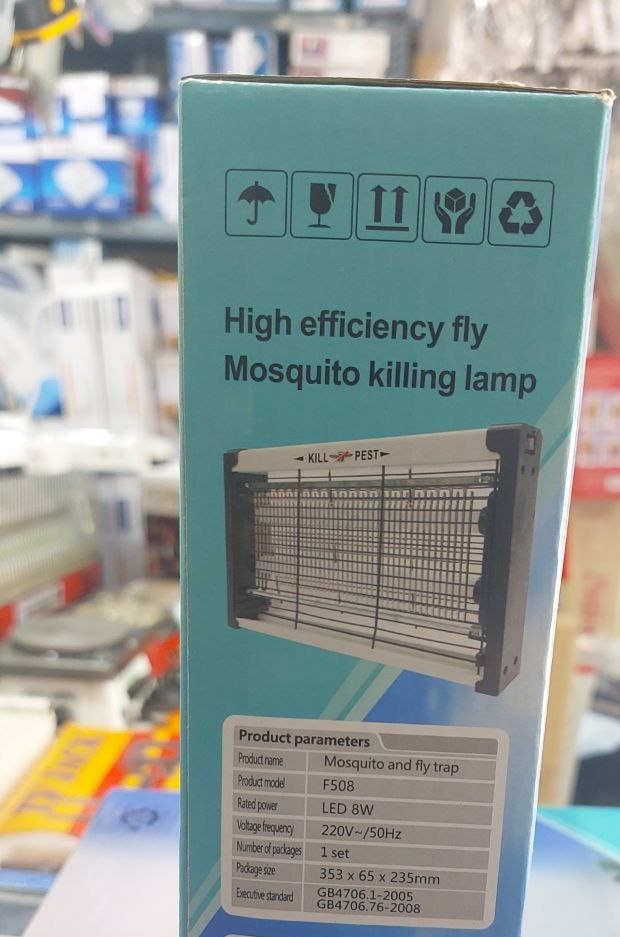 High efficiency fly
Mosquito killing lamp
KILL PEST
Product parameters
Product name Mosquito and fly trap
Product model F508
Rated power LED 8W
Voltage frequency 220V~/50Hz
Number of packages 1 set
Package size 353 x 65 x 235mm
Executive standard GB4706.1-2005
GB4706.76-2008